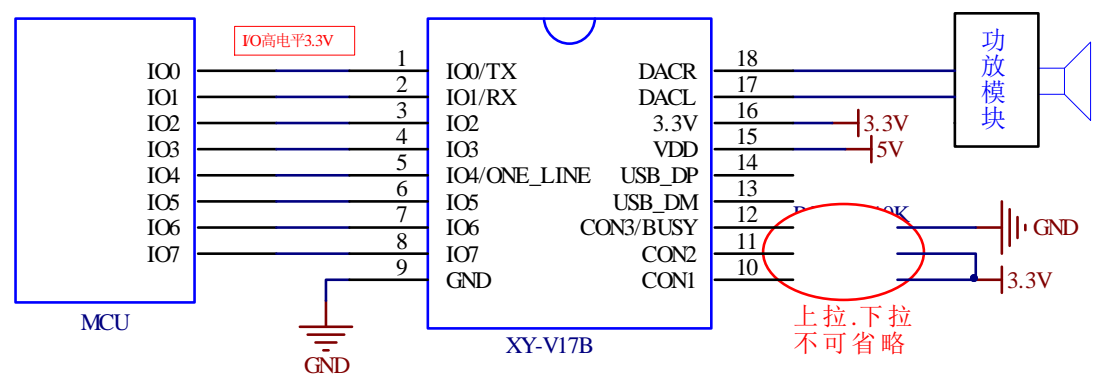 I/O高电平3.3V
IO0
IO1
IO2
IO3
IO4
IO5
IO6
IO7
MCU
1
2
3
4
5
6
7
8
9
GND
IO0/TX
IO1/RX
IO2
IO3
IO4/ONE_LINE
IO5
IO6
IO7
GND
DACR
DACL
3.3V
VDD
USB_DP
USB_DM
CON3/BUSY
CON2
CON1
XY-V17B
18
17
16
15
14
13
12
11
10
功放模块
3.3V
5V
GND
3.3V
上拉.下拉
不可省略